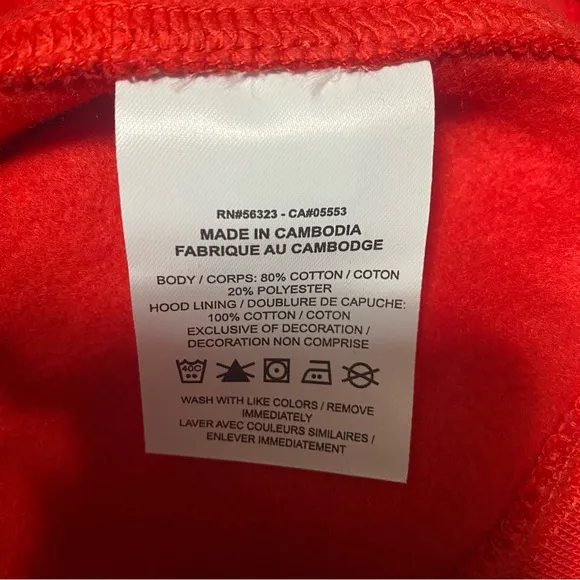 RN#56323 - CA#05553
MADE IN CAMBODIA
FABRIQUE AU CAMBODGE
BODY / CORPS: 80% COTTON / COTON
20% POLYESTER
HOOD LINING / DOUBLURE DE CAPUCHE:
100% COTTON / COTON
EXCLUSIVE OF DECORATION /
DECORATION NON COMPRISE
40C
WASH WITH LIKE COLORS / REMOVE
IMMEDIATELY
LAVER AVEC COULEURS SIMILAIRES /
ENLEVER IMMEDIATEMENT